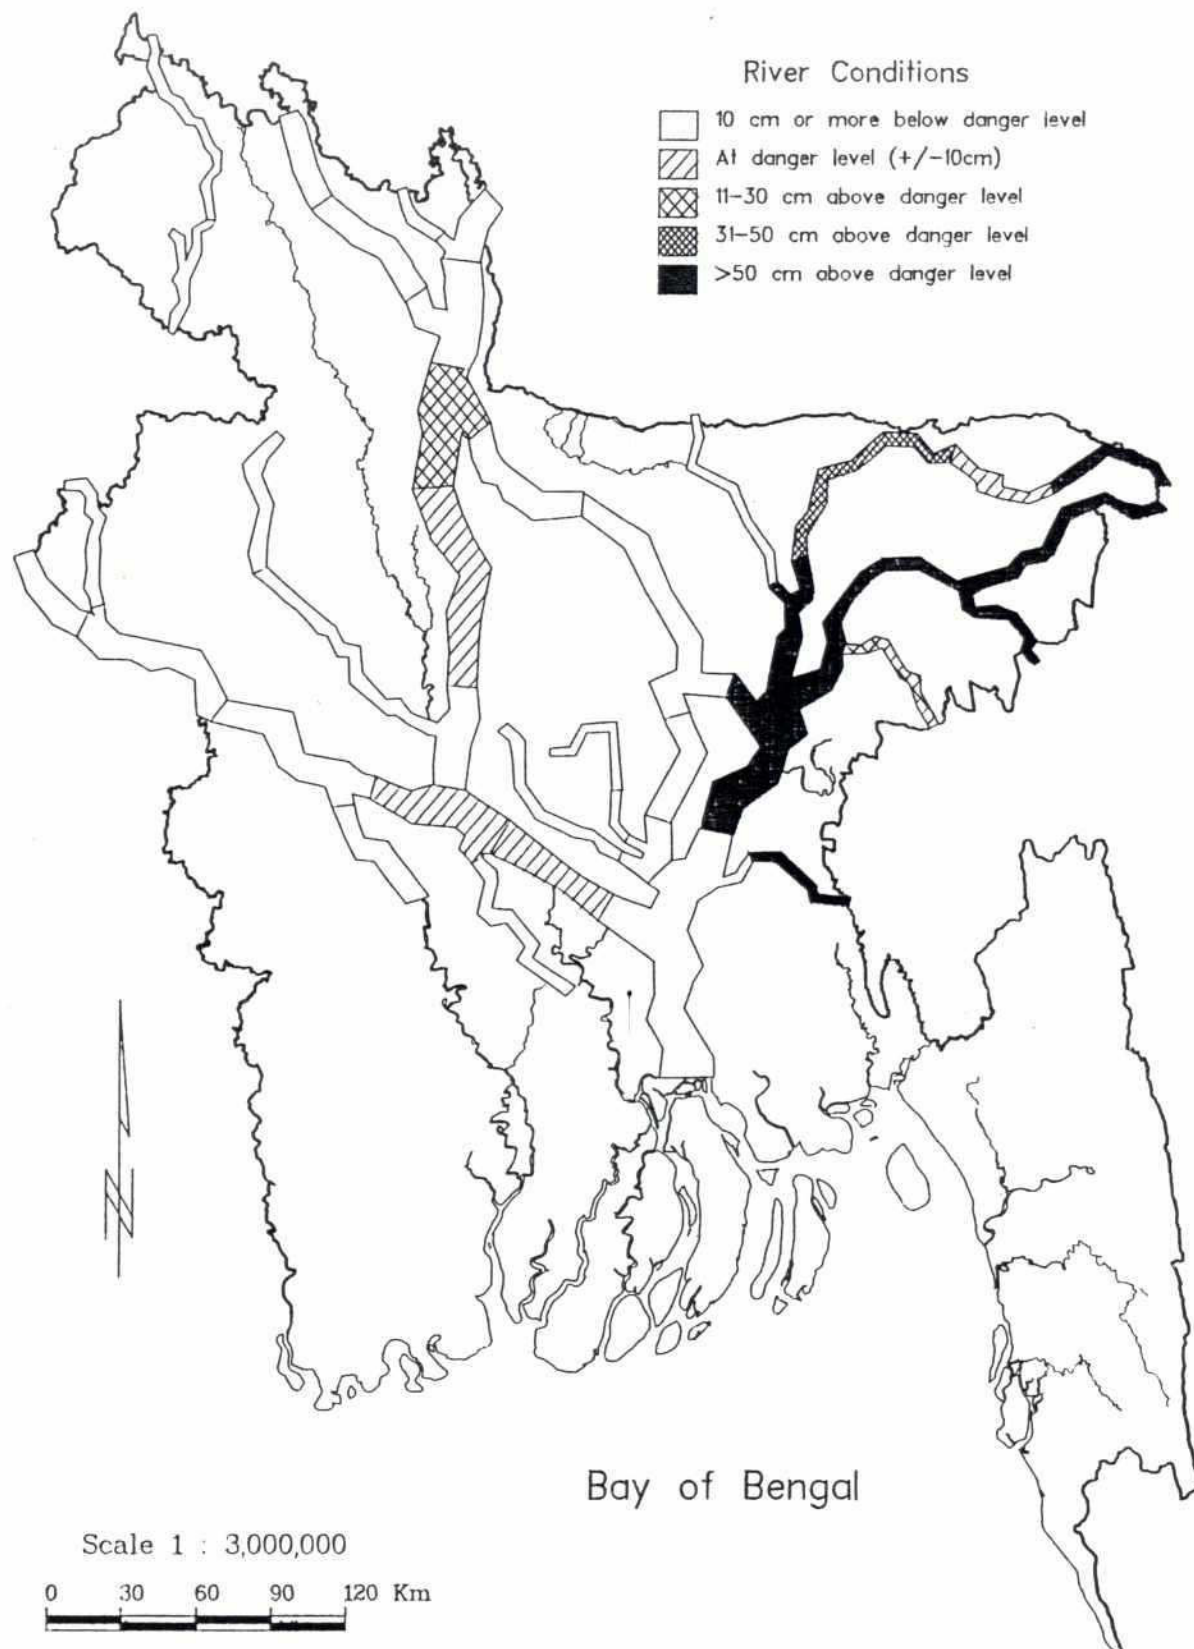 River Conditions
10 cm or more below danger level
At danger level (+/-10cm)
11-30 cm above danger level
31-50 cm above danger level
>50 cm above danger level
Bay of Bengal
Scale 1 : 3,000,000
0 30 60 90 120 Km
N